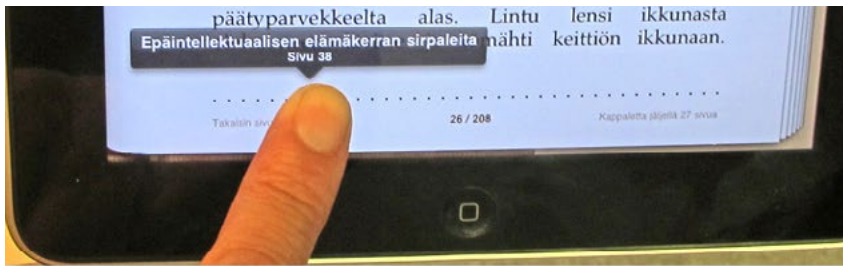 päätyparvekkeelta alas. Lintu lensi ikkunasta
Epäintellektuaalisen elämäkerran sirpaleita
Sivu 38
mähti keittiön ikkunaan.
Takaisin
26 / 208
Kappaletta jäljellä 27 sivua